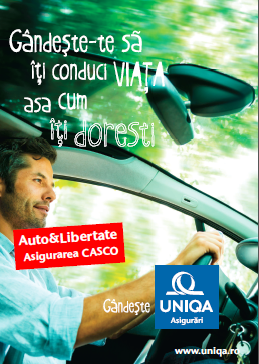 Gândește-te să
îți conduci VIAȚA
asa cum
îți doresti
Auto&Libertate
Asigurarea CASCO
Gândește
UNIQA
Asigurări
www.uniqa.ro